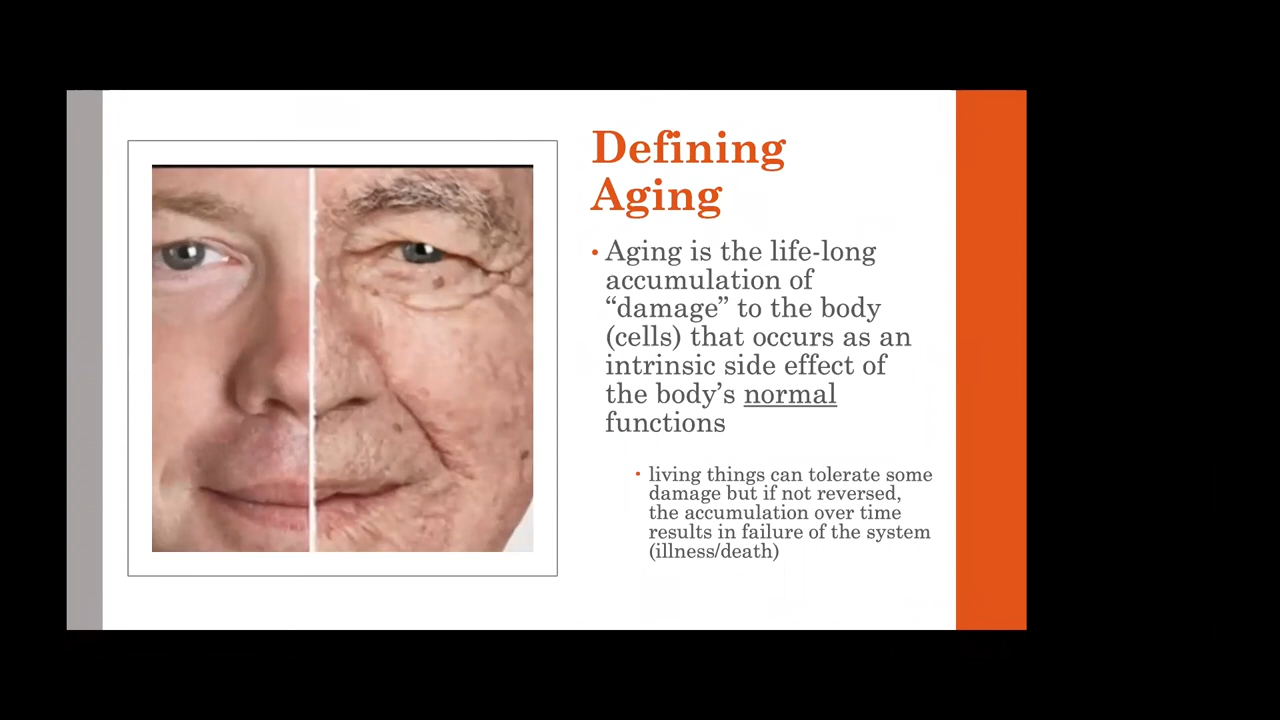 Defining
Aging
• Aging is the life-long
accumulation of
“damage” to the body
(cells) that occurs as an
intrinsic side effect of
the body’s normal
functions
• living things can tolerate some
damage but if not reversed,
the accumulation over time
results in failure of the system
(illness/death)